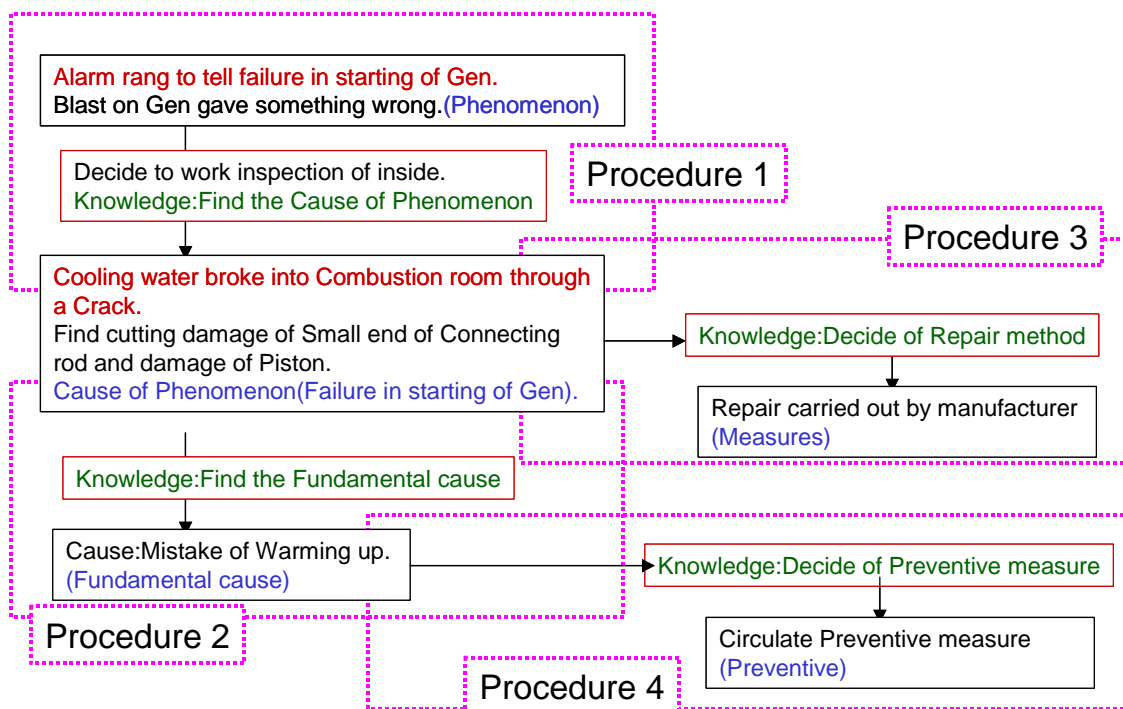 Alarm rang to tell failure in starting of Gen.
Blast on Gen gave something wrong.(Phenomenon)
Decide to work inspection of inside.
Knowledge:Find the Cause of Phenomenon
Procedure 1
Procedure 3
Cooling water broke into Combustion room through
a Crack.
Find cutting damage of Small end of Connecting
rod and damage of Piston.
Cause of Phenomenon(Failure in starting of Gen).
Knowledge:Decide of Repair method
Repair carried out by manufacturer
(Measures)
Knowledge:Find the Fundamental cause
Cause:Mistake of Warming up.
(Fundamental cause)
Knowledge:Decide of Preventive measure
Procedure 2
Circulate Preventive measure
(Preventive)
Procedure 4